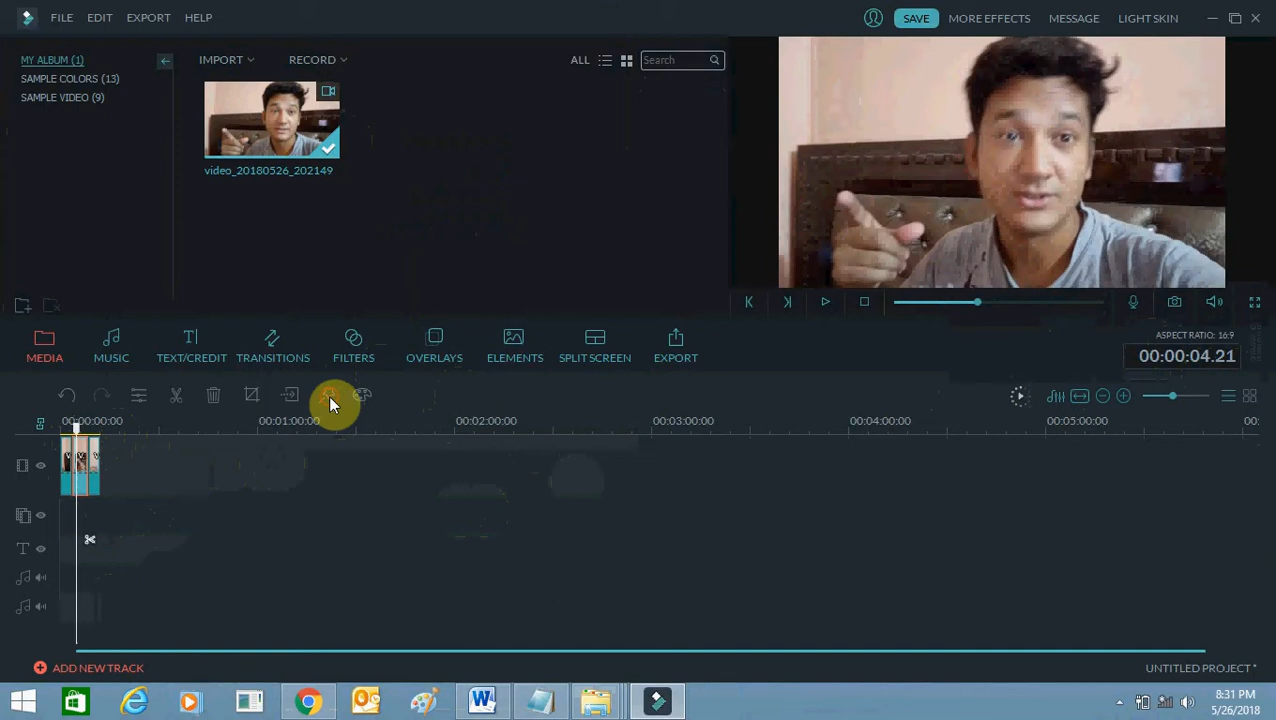 FILE EDIT EXPORT HELP SAVE MORE EFFECTS MESSAGE LIGHT SKIN
MY ALBUM (1) IMPORT RECORD ALL Search
SAMPLE COLORS (13)
SAMPLE VIDEO (9)
video_20180526_202149
ASPECT RATIO: 16:9
00:00:04.21
MEDIA MUSIC TEXT/CREDIT TRANSITIONS FILTERS OVERLAYS ELEMENTS SPLIT SCREEN EXPORT
00:00:00:00 00:01:00:00 00:02:00:00 00:03:00:00 00:04:00:00 00:05:00:00 00:
ADD NEW TRACK UNTITLED PROJECT *
8:31 PM
5/26/2018